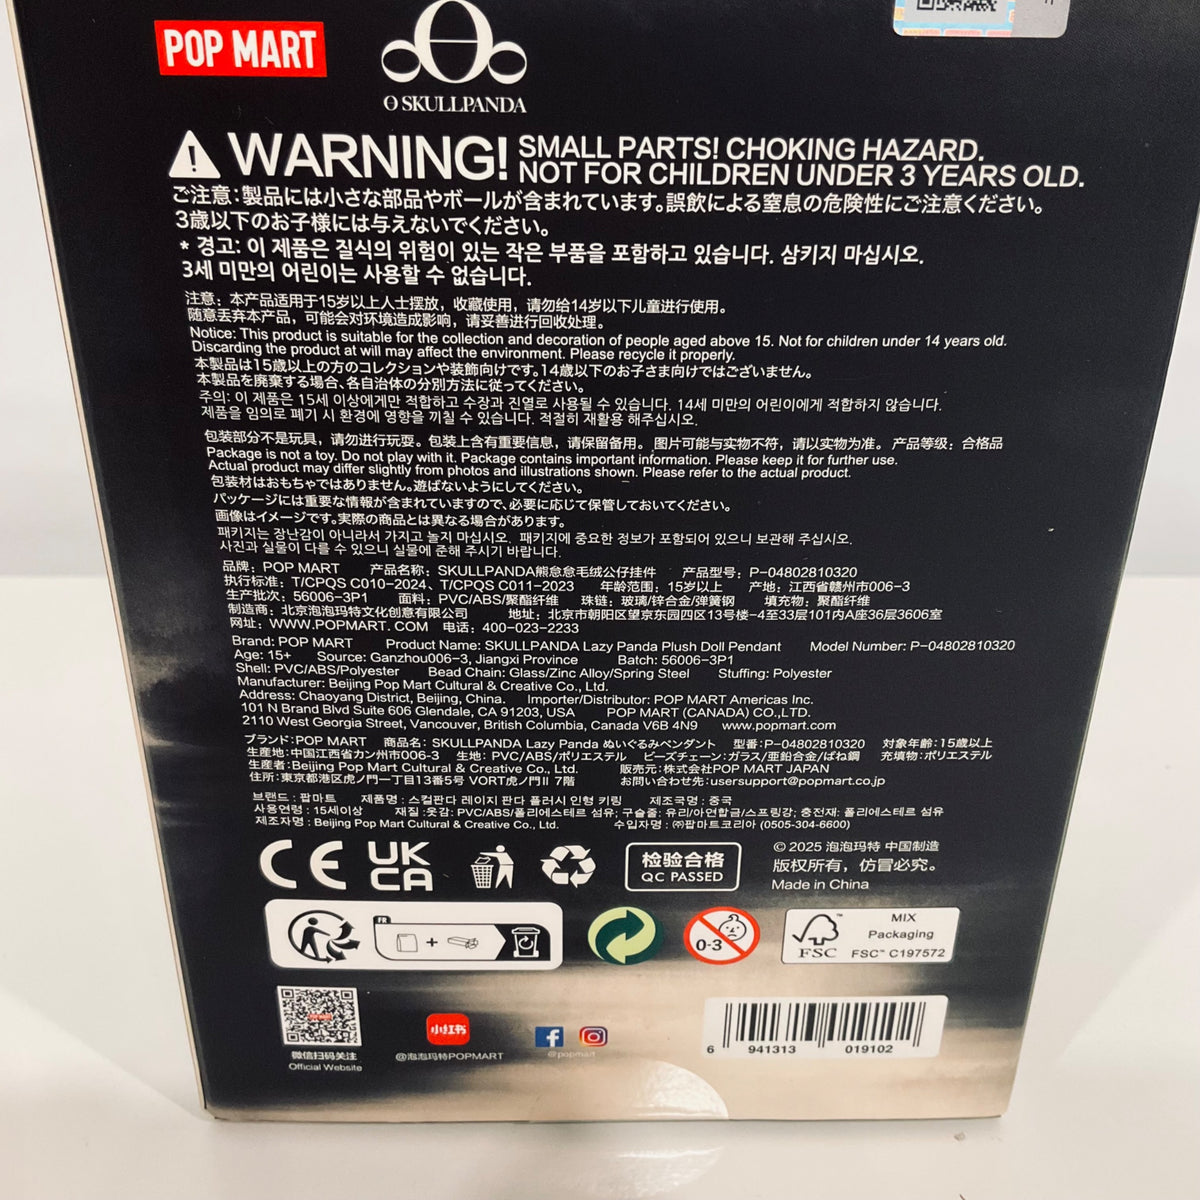 POP MART
SKULLPANDA
WARNING! SMALL PARTS! CHOKING HAZARD.
NOT FOR CHILDREN UNDER 3 YEARS OLD.
ご注意:製品には小さな部品やボールが含まれています。誤飲による窒息の危険性にご注意ください。
3歳以下のお子様には与えないでください。
* 경고: 이 제품은 질식의 위험이 있는 작은 부품을 포함하고 있습니다. 삼키지 마십시오.
3세 미만의 어린이는 사용할 수 없습니다.
注意：本产品适用于15岁以上人士摆放，收藏使用，请勿给14岁以下儿童进行使用。
随意丢弃本产品，可能会对环境造成影响，请妥善进行回收处理。
Notice: This product is suitable for the collection and decoration of people aged above 15. Not for children under 14 years old.
Discarding the product at will may affect the environment. Please recycle it properly.
本製品は15歳以上の方のコレクションや装飾向けです。14歳以下のお子さま向けではございません。
本製品を廃棄する場合、各自治体の分別方法に従ってください。
주의: 이 제품은 15세 이상에게만 적합하고 수장과 진열로 사용될 수 있습니다. 14세 미만의 어린이에게 적합하지 않습니다.
제품을 임의로 폐기 시 환경에 영향을 끼칠 수 있습니다. 적절히 재활용 해주십시오.
包装部分不是玩具，请勿进行玩耍。包装上含有重要信息，请保留备用。图片可能与实物不符，请以实物为准。产品等级：合格品
Package is not a toy. Do not play with it. Package contains important information. Please keep it for further use.
Actual product may differ slightly from photos and illustrations shown. Please refer to the actual product.
包装材はおもちゃではありません。遊ばないようにしてください。
パッケージには重要な情報が含まれていますので、必要に応じて保管しておいてください。
画像はイメージです。実際の商品とは異なる場合があります。
패키지는 장난감이 아니라서 가지고 놀지 마십시오. 패키지에 중요한 정보가 포함되어 있으니 보관해 주십시오.
사진과 실물이 다를 수 있으니 실물에 준해 주시기 바랍니다.
品牌：POP MART 产品名称：SKULLPANDA熊怠怠毛绒公仔挂件 产品型号：P-04802810320
执行标准：T/CPQS C010-2024、T/CPQS C011-2023 年龄范围：15岁以上 产地：江西省赣州市006-3
生产批次：56006-3P1 面料：PVC/ABS/聚酯纤维 珠链：玻璃/锌合金/弹簧钢 填充物：聚酯纤维
制造商：北京泡泡玛特文化创意有限公司 地址：北京市朝阳区望京东园四区13号楼-4至33层101内A座36层3606室
网址：WWW.POPMART.COM 电话：400-023-2233
Brand: POP MART Product Name: SKULLPANDA Lazy Panda Plush Doll Pendant Model Number: P-04802810320
Age: 15+ Source: Ganzhou006-3, Jiangxi Province Batch: 56006-3P1
Shell: PVC/ABS/Polyester Bead Chain: Glass/Zinc Alloy/Spring Steel Stuffing: Polyester
Manufacturer: Beijing Pop Mart Cultural & Creative Co., Ltd.
Address: Chaoyang District, Beijing, China. Importer/Distributor: POP MART Americas Inc.
101 N Brand Blvd Suite 606 Glendale, CA 91203, USA POP MART (CANADA) CO.,LTD.
2110 West Georgia Street, Vancouver, British Columbia, Canada V6B 4N9 www.popmart.com
ブランド:POP MART 商品名：SKULLPANDA Lazy Panda ぬいぐるみペンダント 型番:P-04802810320 対象年齢:15歳以上
生産地:中国江西省カン州市006-3 生地：PVC/ABS/ポリエステル ビーズチェーン:ガラス/亜鉛合金/ばね鋼 充填物:ポリエステル
生産者:Beijing Pop Mart Cultural & Creative Co., Ltd. 販売元:株式会社POP MART JAPAN
住所:東京都港区虎ノ門一丁目13番5号 VORT虎ノ門II 7階 お問い合わせ先:usersupport@popmart.co.jp
브랜드 : 팝마트 제품명 : 스컬판다 레이지 판다 플러시 인형 키링 제조국명 : 중국
사용연령 : 15세이상 재질 :옷감: PVC/ABS/폴리에스테르 섬유; 구슬줄: 유리/아연합금/스프링강; 충전재: 폴리에스테르 섬유
제조자명 : Beijing Pop Mart Cultural & Creative Co., Ltd. 수입자명 : ㈜팝마트코리아 (0505-304-6600)
CE UK CA 检验合格 QC PASSED
© 2025 泡泡玛特 中国制造
版权所有，仿冒必究。
Made in China
FR
+
0-3
FSC™
MIX
Packaging
FSC™ C197572
微信扫码关注
Official Website
小红书
@泡泡玛特POPMART
@popmart
6 941313 019102